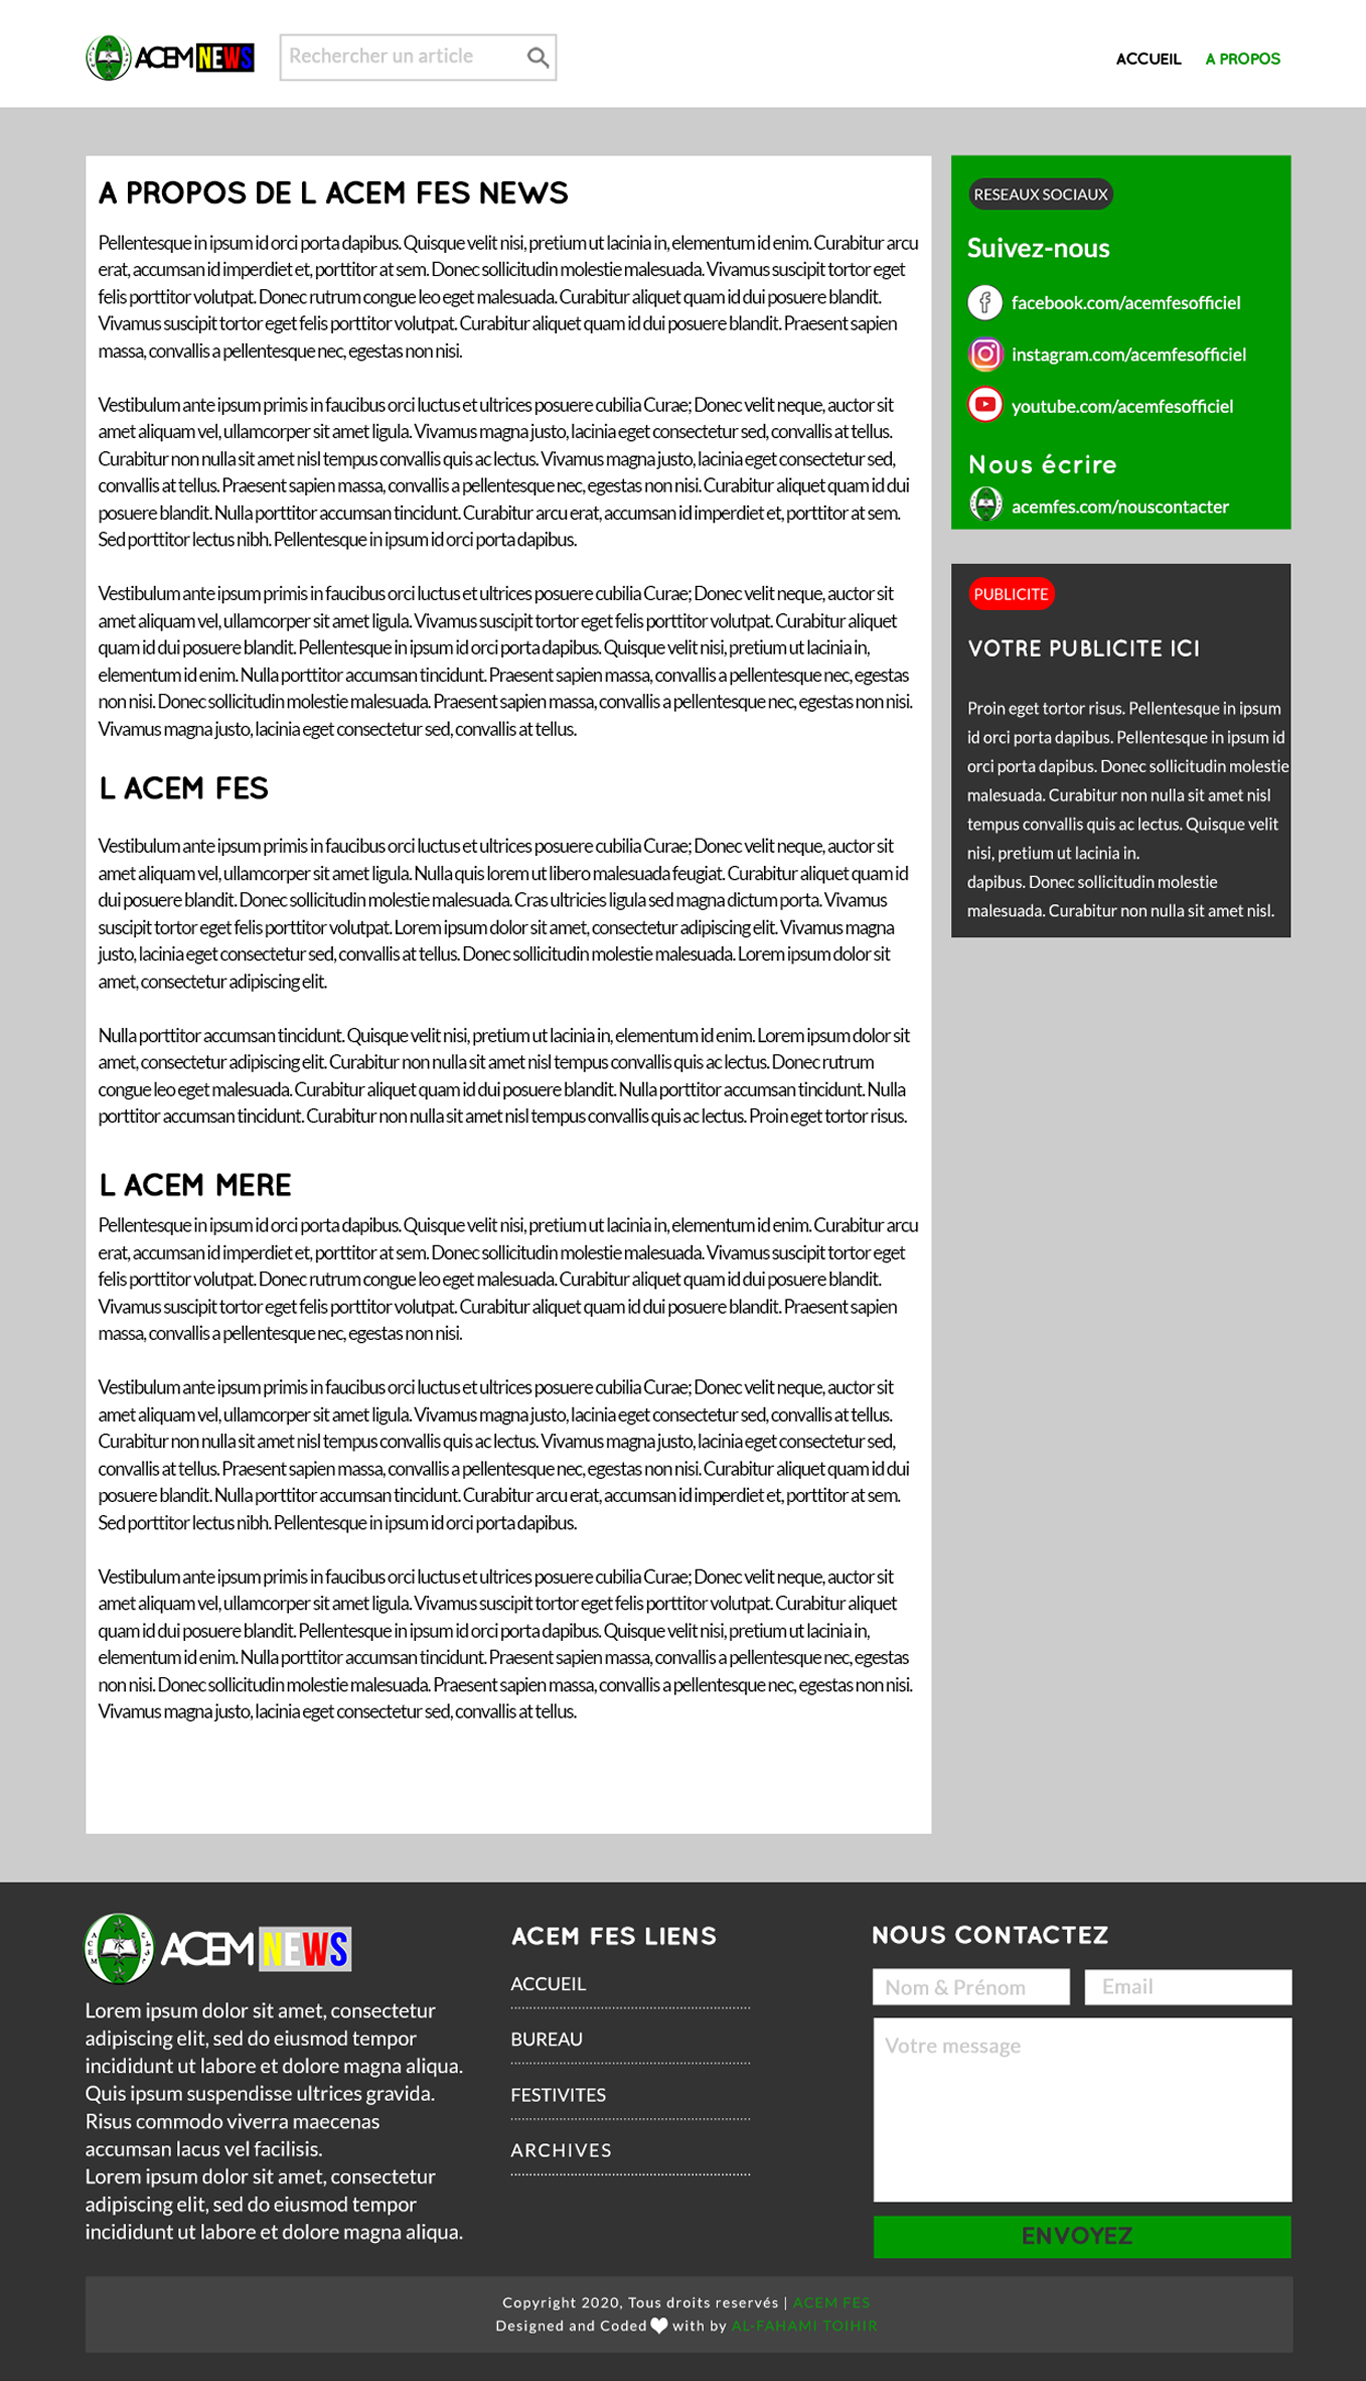 ACEM NEWS
Rechercher un article
ACCUEIL
A PROPOS
A PROPOS DE L ACEM FES NEWS
Pellentesque in ipsum id orci porta dapibus. Quisque velit nisi, pretium ut lacinia in, elementum id enim. Curabitur arcu
erat, accumsan id imperdiet et, porttitor at sem. Donec sollicitudin molestie malesuada. Vivamus suscipit tortor eget
felis porttitor volutpat. Donec rutrum congue leo eget malesuada. Curabitur aliquet quam id dui posuere blandit.
Vivamus suscipit tortor eget felis porttitor volutpat. Curabitur aliquet quam id dui posuere blandit. Praesent sapien
massa, convallis a pellentesque nec, egestas non nisi.
Vestibulum ante ipsum primis in faucibus orci luctus et ultrices posuere cubilia Curae; Donec velit neque, auctor sit
amet aliquam vel, ullamcorper sit amet ligula. Vivamus magna justo, lacinia eget consectetur sed, convallis at tellus.
Curabitur non nulla sit amet nisl tempus convallis quis ac lectus. Vivamus magna justo, lacinia eget consectetur sed,
convallis at tellus. Praesent sapien massa, convallis a pellentesque nec, egestas non nisi. Curabitur aliquet quam id dui
posuere blandit. Nulla porttitor accumsan tincidunt. Curabitur arcu erat, accumsan id imperdiet et, porttitor at sem.
Sed porttitor lectus nibh. Pellentesque in ipsum id orci porta dapibus.
Vestibulum ante ipsum primis in faucibus orci luctus et ultrices posuere cubilia Curae; Donec velit neque, auctor sit
amet aliquam vel, ullamcorper sit amet ligula. Vivamus suscipit tortor eget felis porttitor volutpat. Curabitur aliquet
quam id dui posuere blandit. Pellentesque in ipsum id orci porta dapibus. Quisque velit nisi, pretium ut lacinia in,
elementum id enim. Nulla porttitor accumsan tincidunt. Praesent sapien massa, convallis a pellentesque nec, egestas
non nisi. Donec sollicitudin molestie malesuada. Praesent sapien massa, convallis a pellentesque nec, egestas non nisi.
Vivamus magna justo, lacinia eget consectetur sed, convallis at tellus.
L ACEM FES
Vestibulum ante ipsum primis in faucibus orci luctus et ultrices posuere cubilia Curae; Donec velit neque, auctor sit
amet aliquam vel, ullamcorper sit amet ligula. Nulla quis lorem ut libero malesuada feugiat. Curabitur aliquet quam id
dui posuere blandit. Donec sollicitudin molestie malesuada. Cras ultricies ligula sed magna dictum porta. Vivamus
suscipit tortor eget felis porttitor volutpat. Lorem ipsum dolor sit amet, consectetur adipiscing elit. Vivamus magna
justo, lacinia eget consectetur sed, convallis at tellus. Donec sollicitudin molestie malesuada. Lorem ipsum dolor sit
amet, consectetur adipiscing elit.
Nulla porttitor accumsan tincidunt. Quisque velit nisi, pretium ut lacinia in, elementum id enim. Lorem ipsum dolor sit
amet, consectetur adipiscing elit. Curabitur non nulla sit amet nisl tempus convallis quis ac lectus. Donec rutrum
congue leo eget malesuada. Curabitur aliquet quam id dui posuere blandit. Nulla porttitor accumsan tincidunt. Nulla
porttitor accumsan tincidunt. Curabitur non nulla sit amet nisl tempus convallis quis ac lectus. Proin eget tortor risus.
L ACEM MERE
Pellentesque in ipsum id orci porta dapibus. Quisque velit nisi, pretium ut lacinia in, elementum id enim. Curabitur arcu
erat, accumsan id imperdiet et, porttitor at sem. Donec sollicitudin molestie malesuada. Vivamus suscipit tortor eget
felis porttitor volutpat. Donec rutrum congue leo eget malesuada. Curabitur aliquet quam id dui posuere blandit.
Vivamus suscipit tortor eget felis porttitor volutpat. Curabitur aliquet quam id dui posuere blandit. Praesent sapien
massa, convallis a pellentesque nec, egestas non nisi.
Vestibulum ante ipsum primis in faucibus orci luctus et ultrices posuere cubilia Curae; Donec velit neque, auctor sit
amet aliquam vel, ullamcorper sit amet ligula. Vivamus magna justo, lacinia eget consectetur sed, convallis at tellus.
Curabitur non nulla sit amet nisl tempus convallis quis ac lectus. Vivamus magna justo, lacinia eget consectetur sed,
convallis at tellus. Praesent sapien massa, convallis a pellentesque nec, egestas non nisi. Curabitur aliquet quam id dui
posuere blandit. Nulla porttitor accumsan tincidunt. Curabitur arcu erat, accumsan id imperdiet et, porttitor at sem.
Sed porttitor lectus nibh. Pellentesque in ipsum id orci porta dapibus.
Vestibulum ante ipsum primis in faucibus orci luctus et ultrices posuere cubilia Curae; Donec velit neque, auctor sit
amet aliquam vel, ullamcorper sit amet ligula. Vivamus suscipit tortor eget felis porttitor volutpat. Curabitur aliquet
quam id dui posuere blandit. Pellentesque in ipsum id orci porta dapibus. Quisque velit nisi, pretium ut lacinia in,
elementum id enim. Nulla porttitor accumsan tincidunt. Praesent sapien massa, convallis a pellentesque nec, egestas
non nisi. Donec sollicitudin molestie malesuada. Praesent sapien massa, convallis a pellentesque nec, egestas non nisi.
Vivamus magna justo, lacinia eget consectetur sed, convallis at tellus.
RESEAUX SOCIAUX
Suivez-nous
facebook.com/acemfesofficiel
instagram.com/acemfesofficiel
youtube.com/acemfesofficiel
Nous écrire
acemfes.com/nouscontacter
PUBLICITE
VOTRE PUBLICITE ICI
Proin eget tortor risus. Pellentesque in ipsum
id orci porta dapibus. Pellentesque in ipsum id
orci porta dapibus. Donec sollicitudin molestie
malesuada. Curabitur non nulla sit amet nisl
tempus convallis quis ac lectus. Quisque velit
nisi, pretium ut lacinia in.
dapibus. Donec sollicitudin molestie
malesuada. Curabitur non nulla sit amet nisl.
ACEM NEWS
Lorem ipsum dolor sit amet, consectetur
adipiscing elit, sed do eiusmod tempor
incididunt ut labore et dolore magna aliqua.
Quis ipsum suspendisse ultrices gravida.
Risus commodo viverra maecenas
accumsan lacus vel facilisis.
Lorem ipsum dolor sit amet, consectetur
adipiscing elit, sed do eiusmod tempor
incididunt ut labore et dolore magna aliqua.
ACEM FES LIENS
ACCUEIL
BUREAU
FESTIVITES
ARCHIVES
NOUS CONTACTEZ
Nom & Prénom
Email
Votre message
ENVOYEZ
Copyright 2020, Tous droits reservés | ACEM FES
Designed and Coded with by AL-FAHAMI TOIHIR